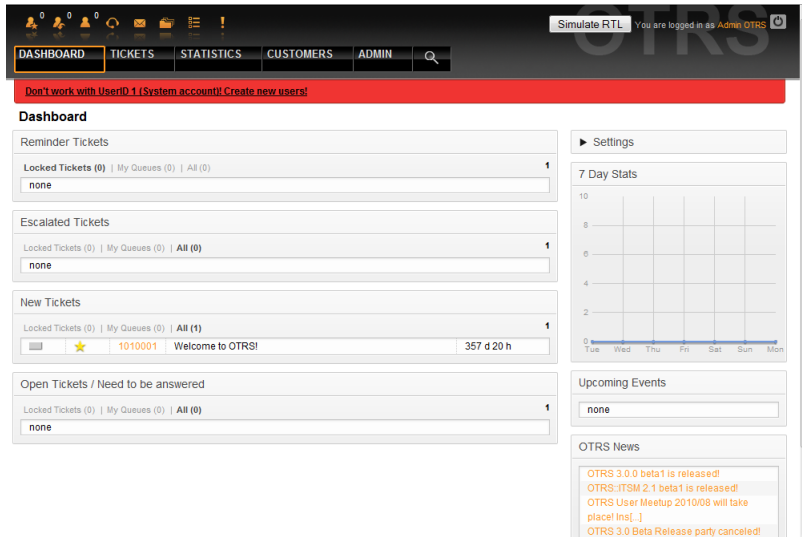 0 0 0
Simulate RTL You are logged in as Admin OTRS
OTRS
DASHBOARD TICKETS STATISTICS CUSTOMERS ADMIN
Don't work with UserID 1 (System account)! Create new users!
Dashboard
Reminder Tickets
Locked Tickets (0) | My Queues (0) | All (0) 1
none
Escalated Tickets
Locked Tickets (0) | My Queues (0) | All (0) 1
none
New Tickets
Locked Tickets (0) | My Queues (0) | All (1) 1
1010001 Welcome to OTRS! 357 d 20 h
Open Tickets / Need to be answered
Locked Tickets (0) | My Queues (0) | All (0) 1
none
Settings
7 Day Stats
10
8
6
4
2
0
Tue Wed Thu Fri Sat Sun Mon
Upcoming Events
none
OTRS News
OTRS 3.0.0 beta1 is released!
OTRS::ITSM 2.1 beta1 is released!
OTRS User Meetup 2010/08 will take
place! Ins[...]
OTRS 3.0 Beta Release party canceled!